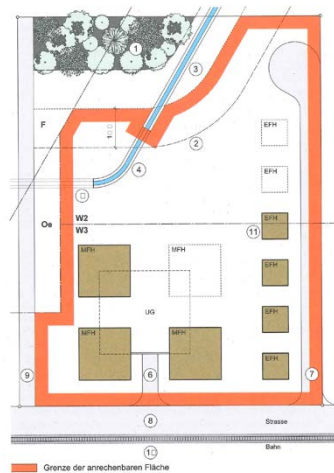 1
3
F
2
EFH
4
EFH
Oe
W2
EFH
11
W3
MFH
MFH
EFH
UG
EFH
MFH
MFH
EFH
6
9
7
8
Strasse
Bahn
Grenze der anrechenbaren Fläche